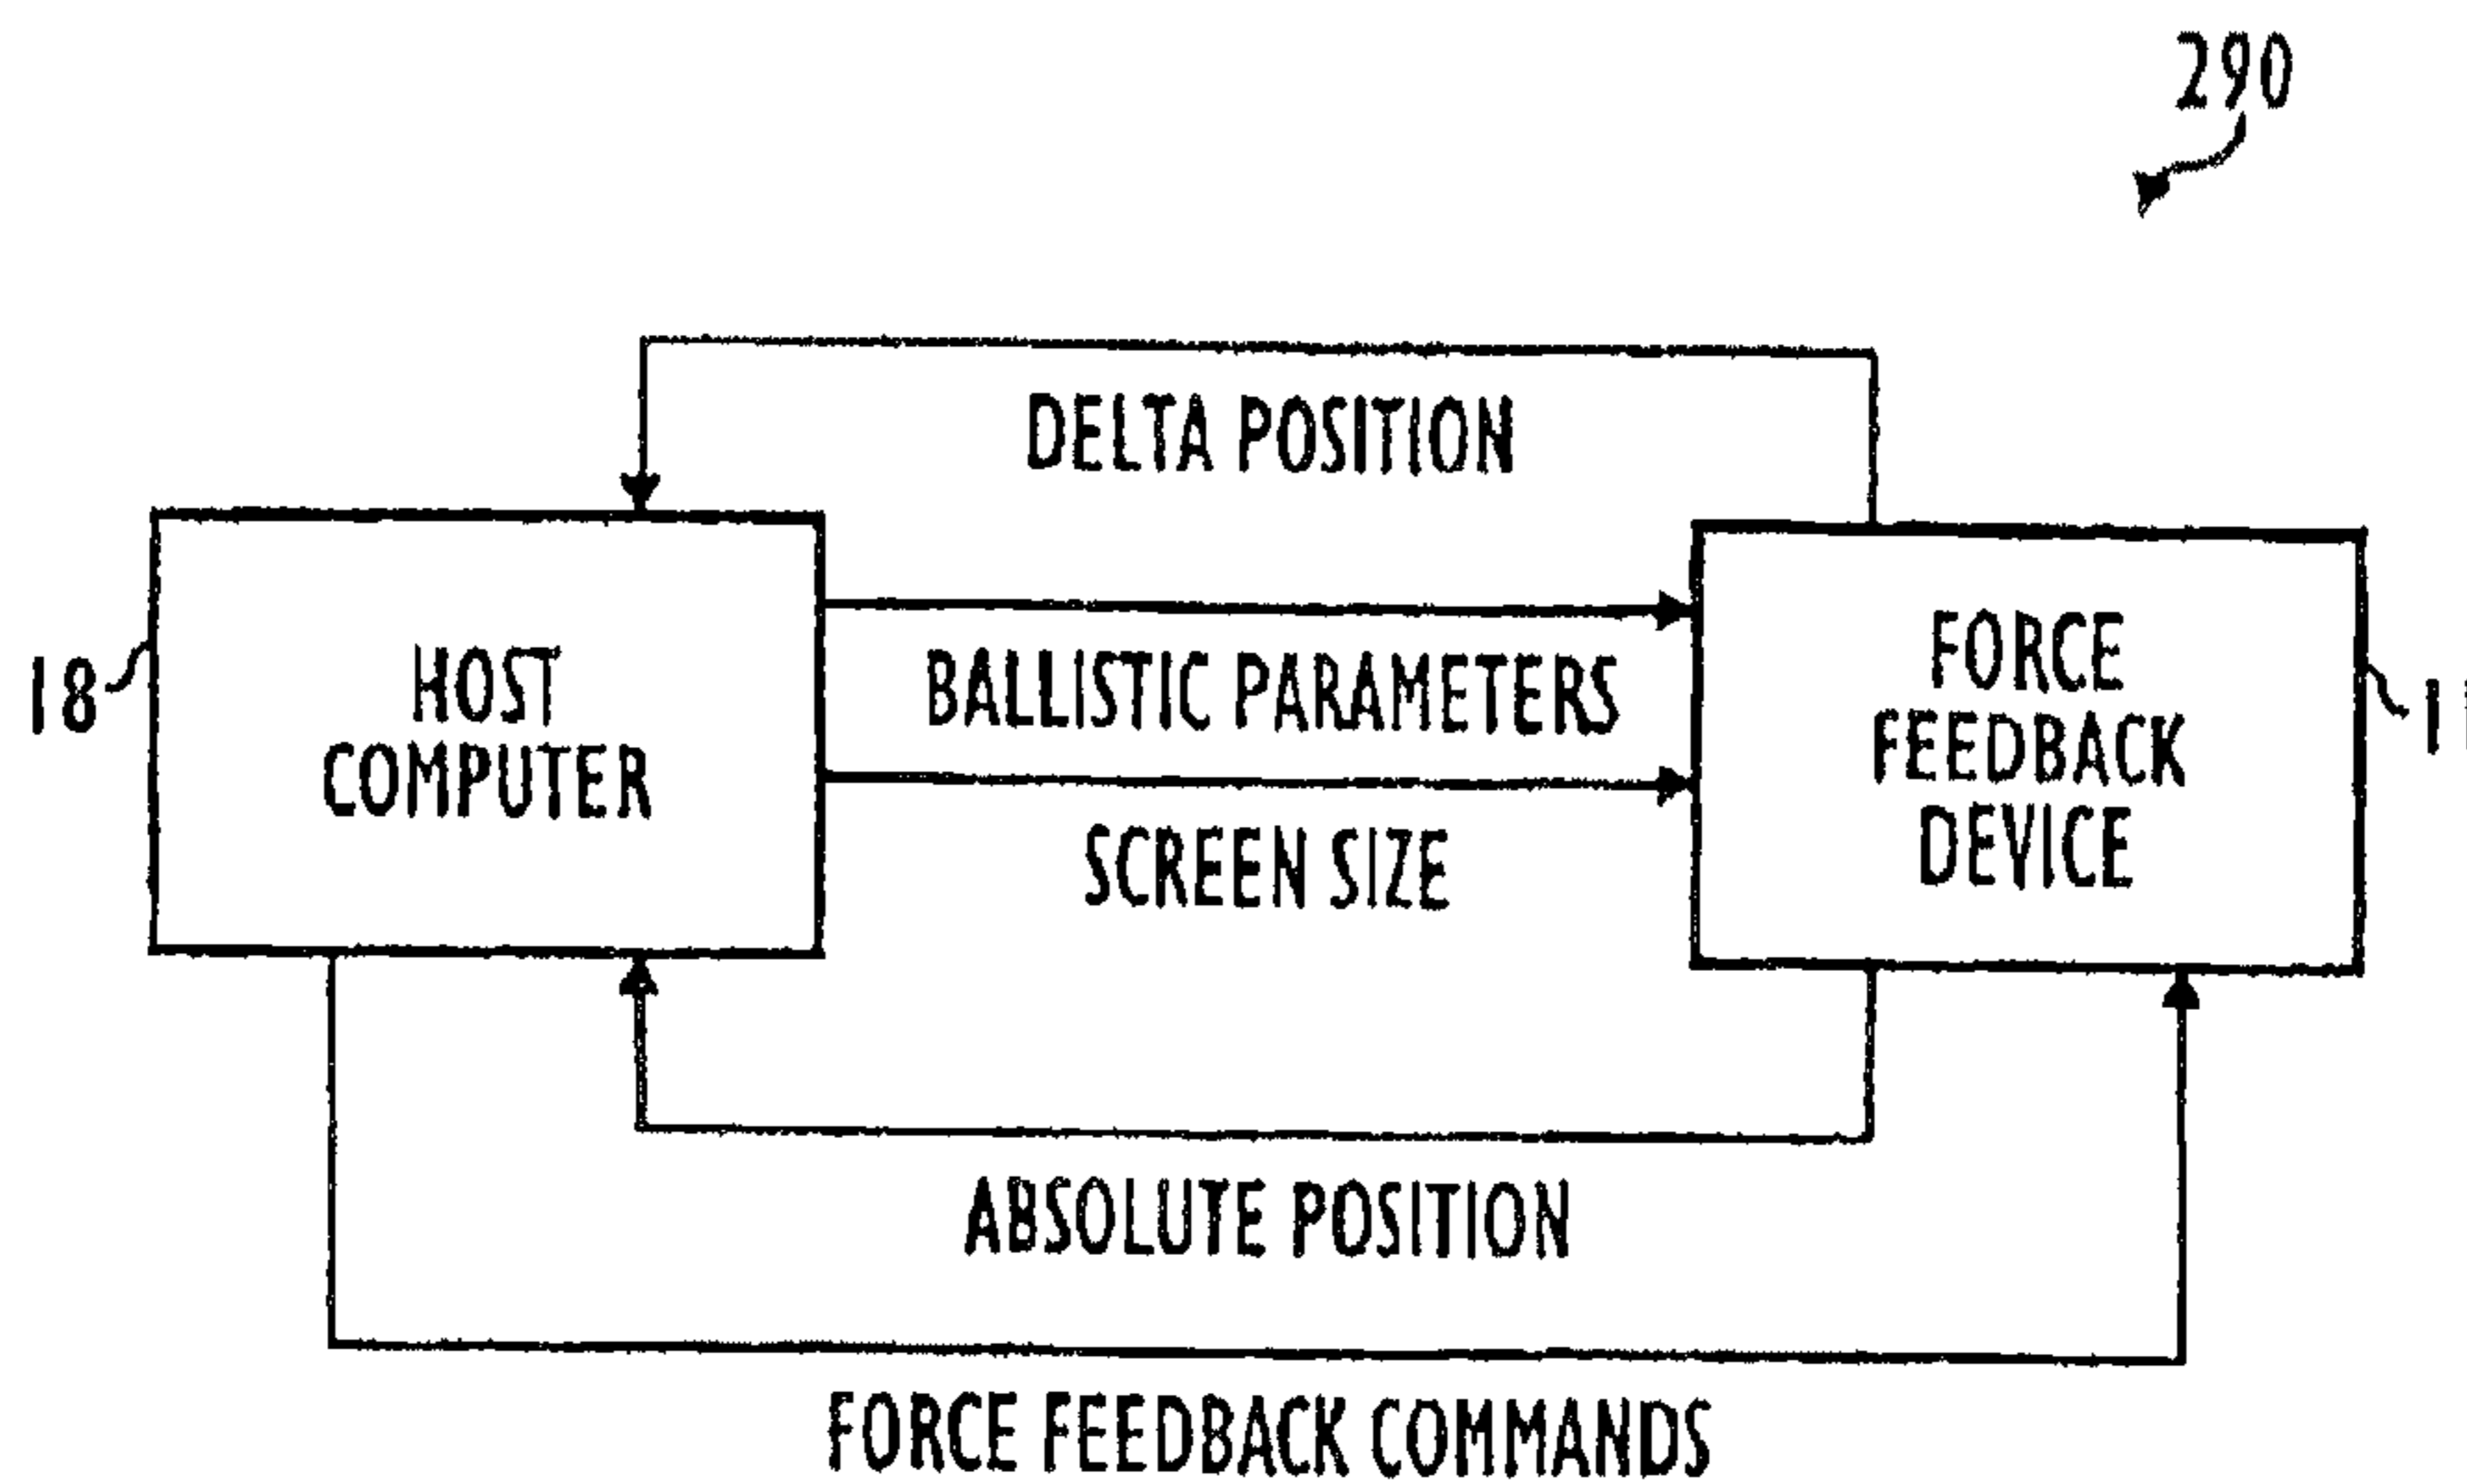 290
DELTA POSITION
18
HOST
COMPUTER
BALLISTIC PARAMETERS
SCREEN SIZE
FORCE
FEEDBACK
DEVICE
ABSOLUTE POSITION
FORCE FEEDBACK COMMANDS